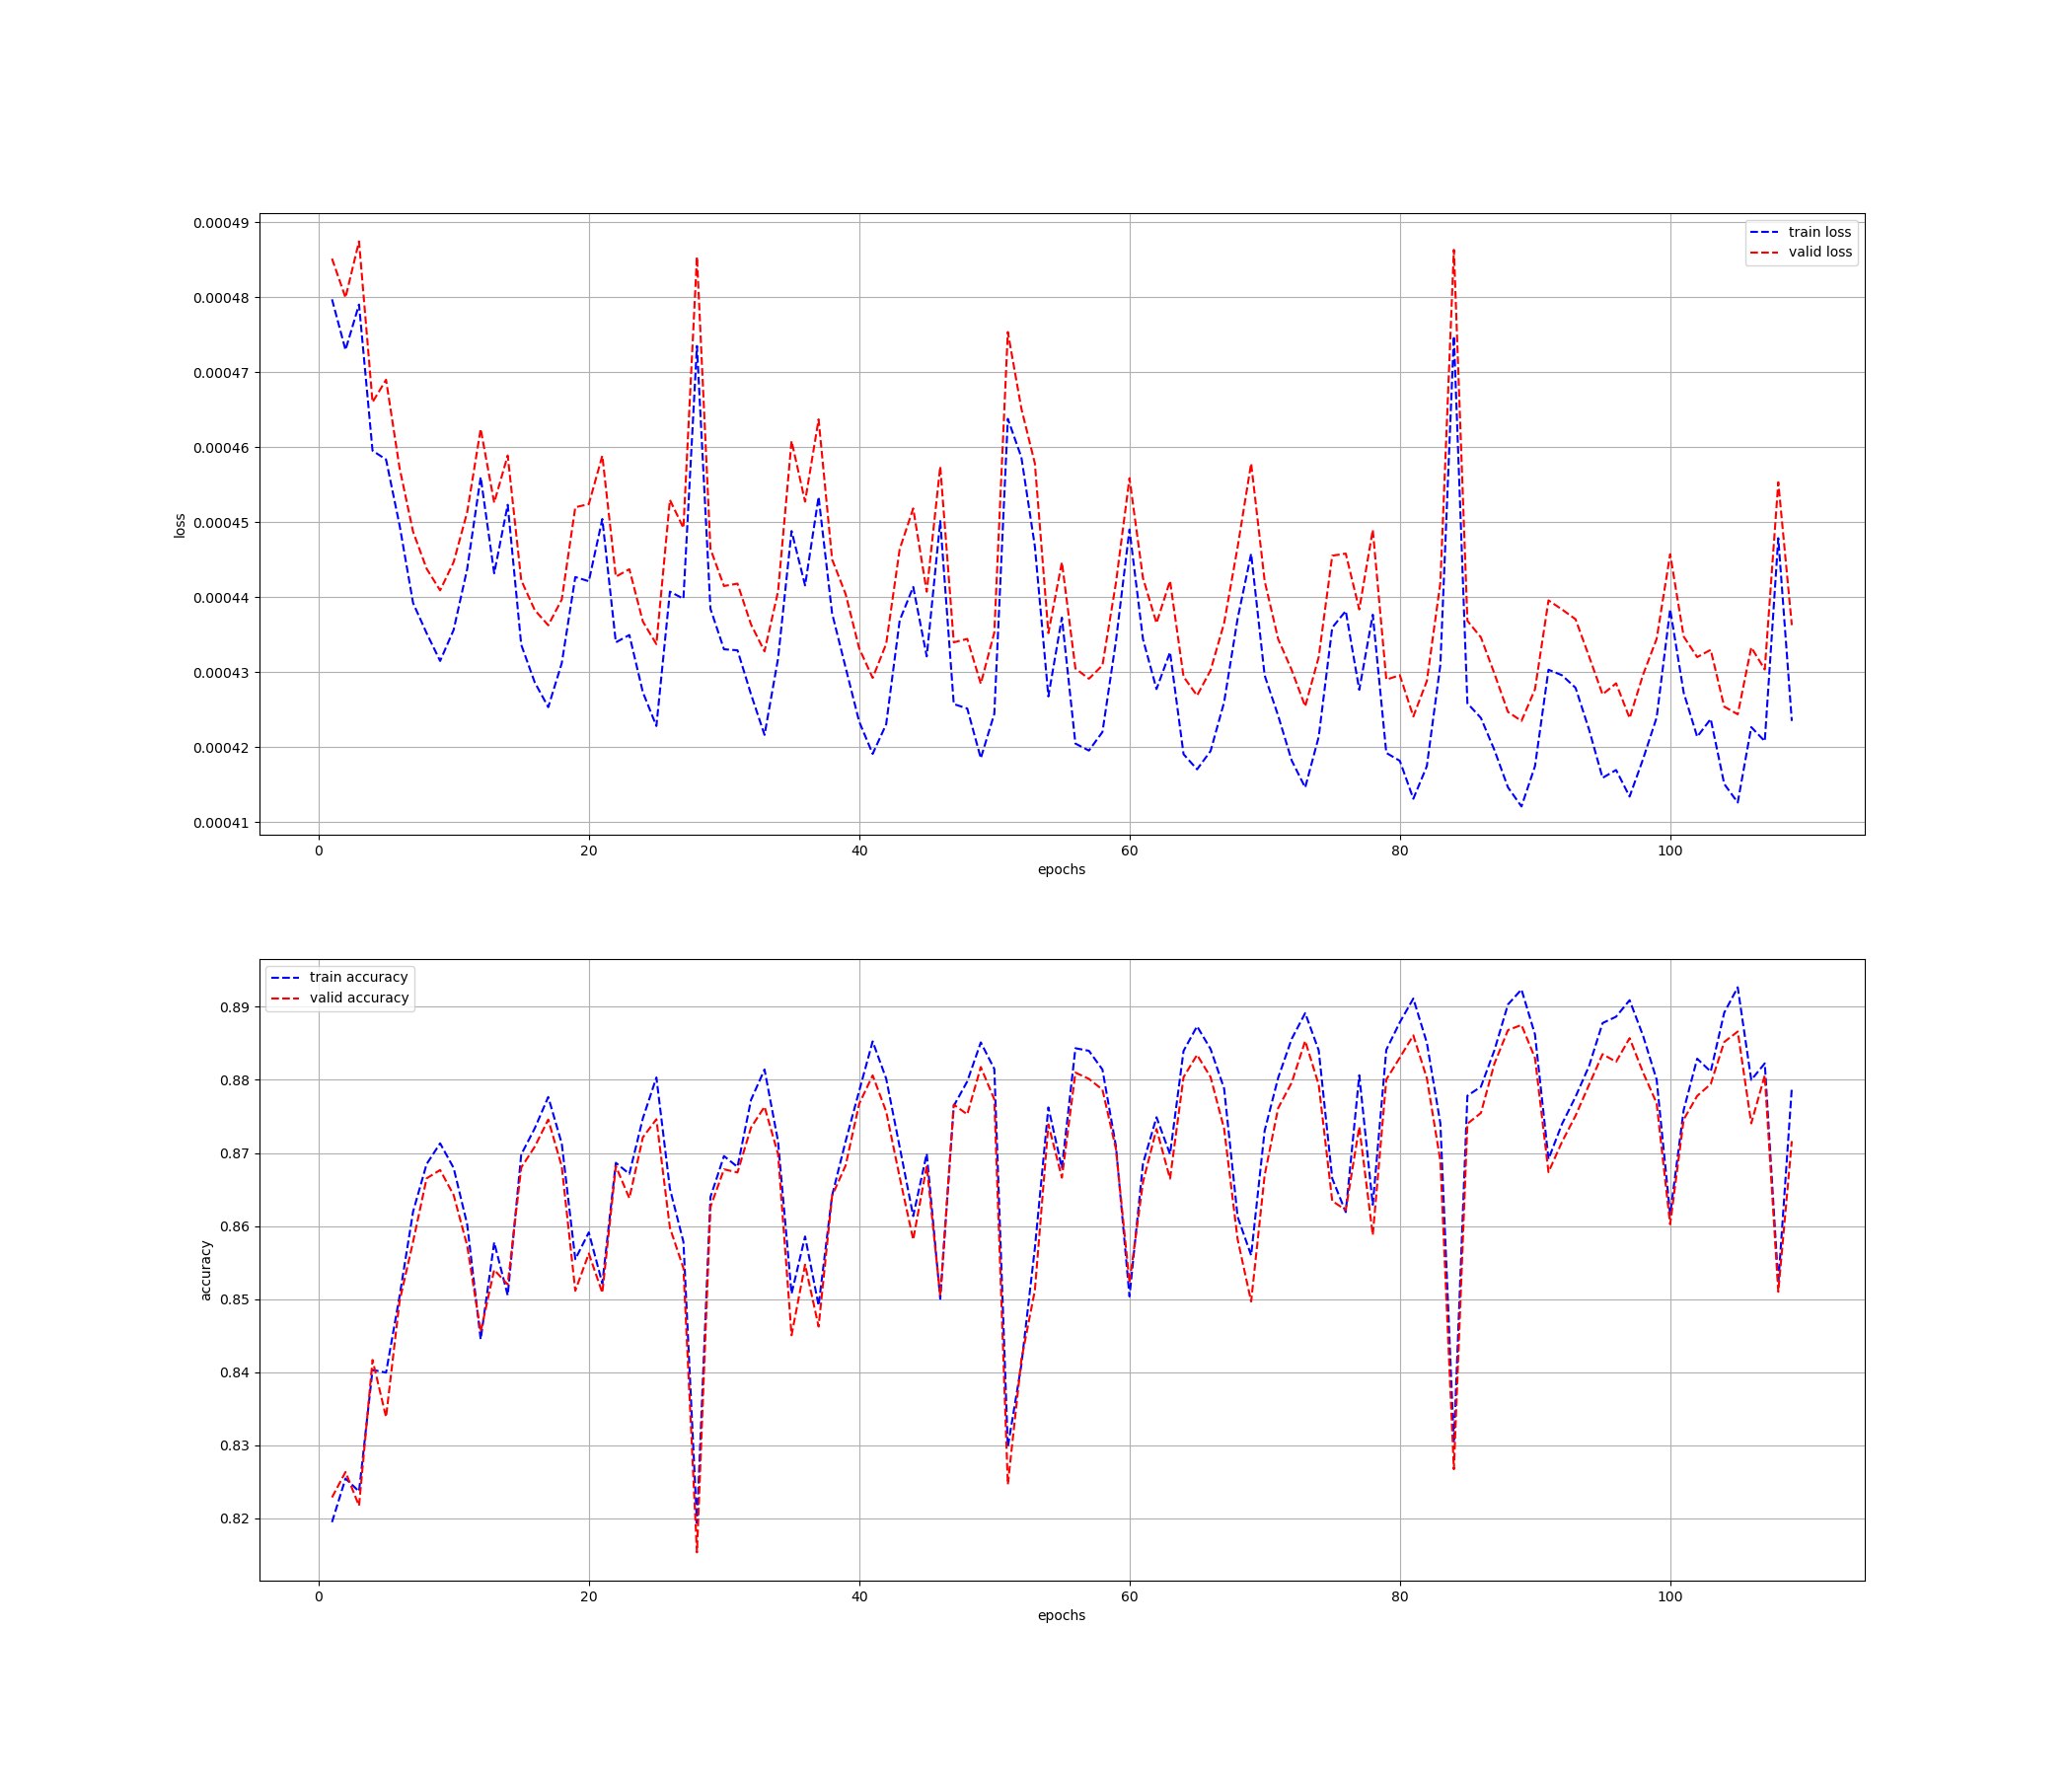 0.00049
0.00048
0.00047
0.00046
0.00045
0.00044
0.00043
0.00042
0.00041
loss
train loss
valid loss
0 20 40 60 80 100
epochs
train accuracy
valid accuracy
0.89
0.88
0.87
0.86
0.85
0.84
0.83
0.82
accuracy
0 20 40 60 80 100
epochs